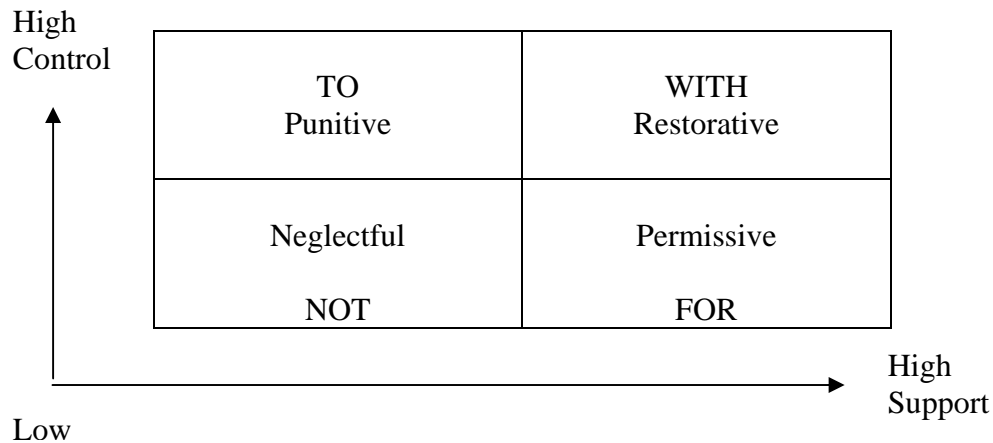 High
Control
TO
Punitive
WITH
Restorative
Neglectful
NOT
Permissive
FOR
High
Support
Low